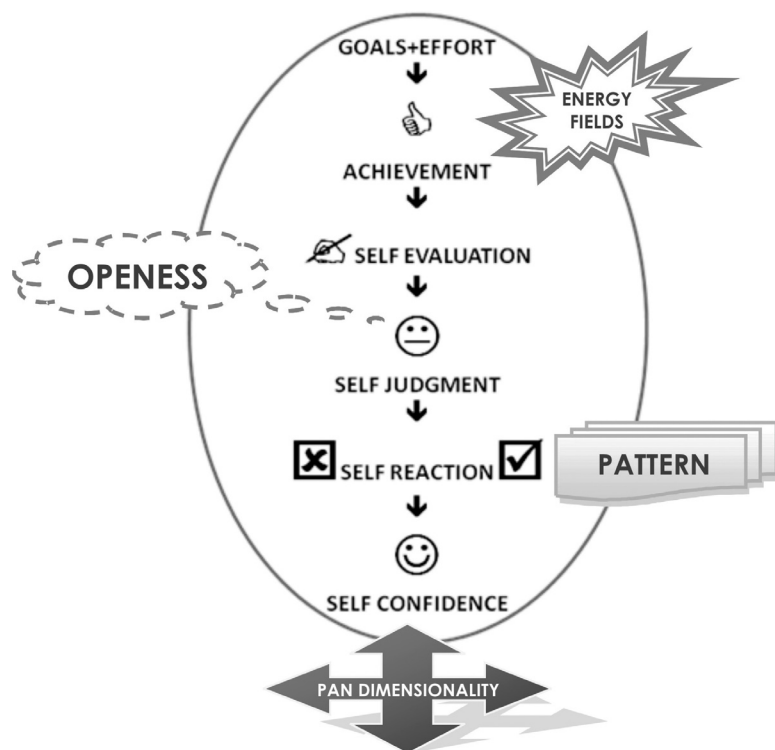 GOALS+EFFORT
ENERGY
FIELDS
ACHIEVEMENT
SELF EVALUATION
OPENESS
SELF JUDGMENT
SELF REACTION
PATTERN
SELF CONFIDENCE
PAN DIMENSIONALITY